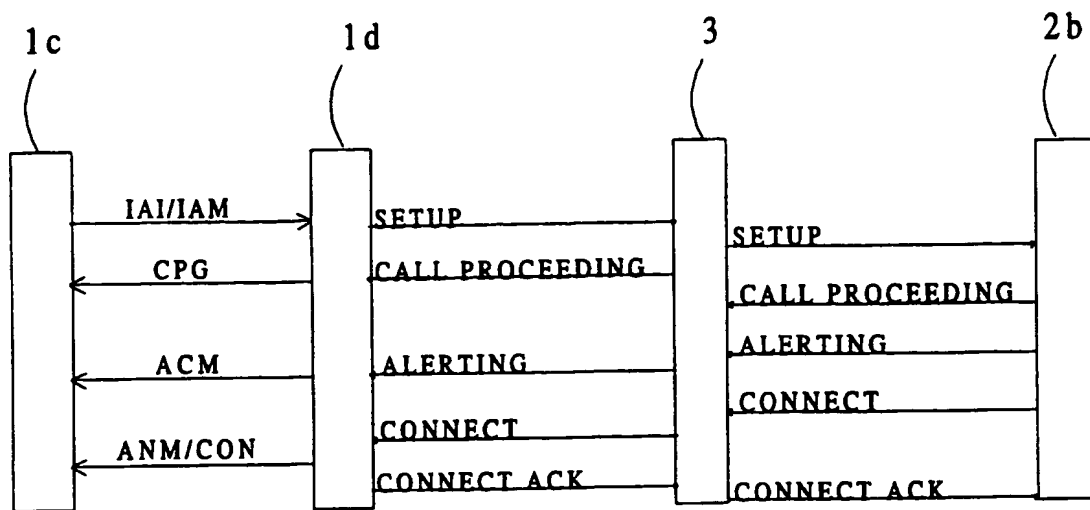 1c
1d
3
2b
IAI/IAM
SETUP
SETUP
CPG
CALL PROCEEDING
CALL PROCEEDING
ALERTING
ACM
ALERTING
CONNECT
CONNECT
ANM/CON
CONNECT ACK
CONNECT ACK